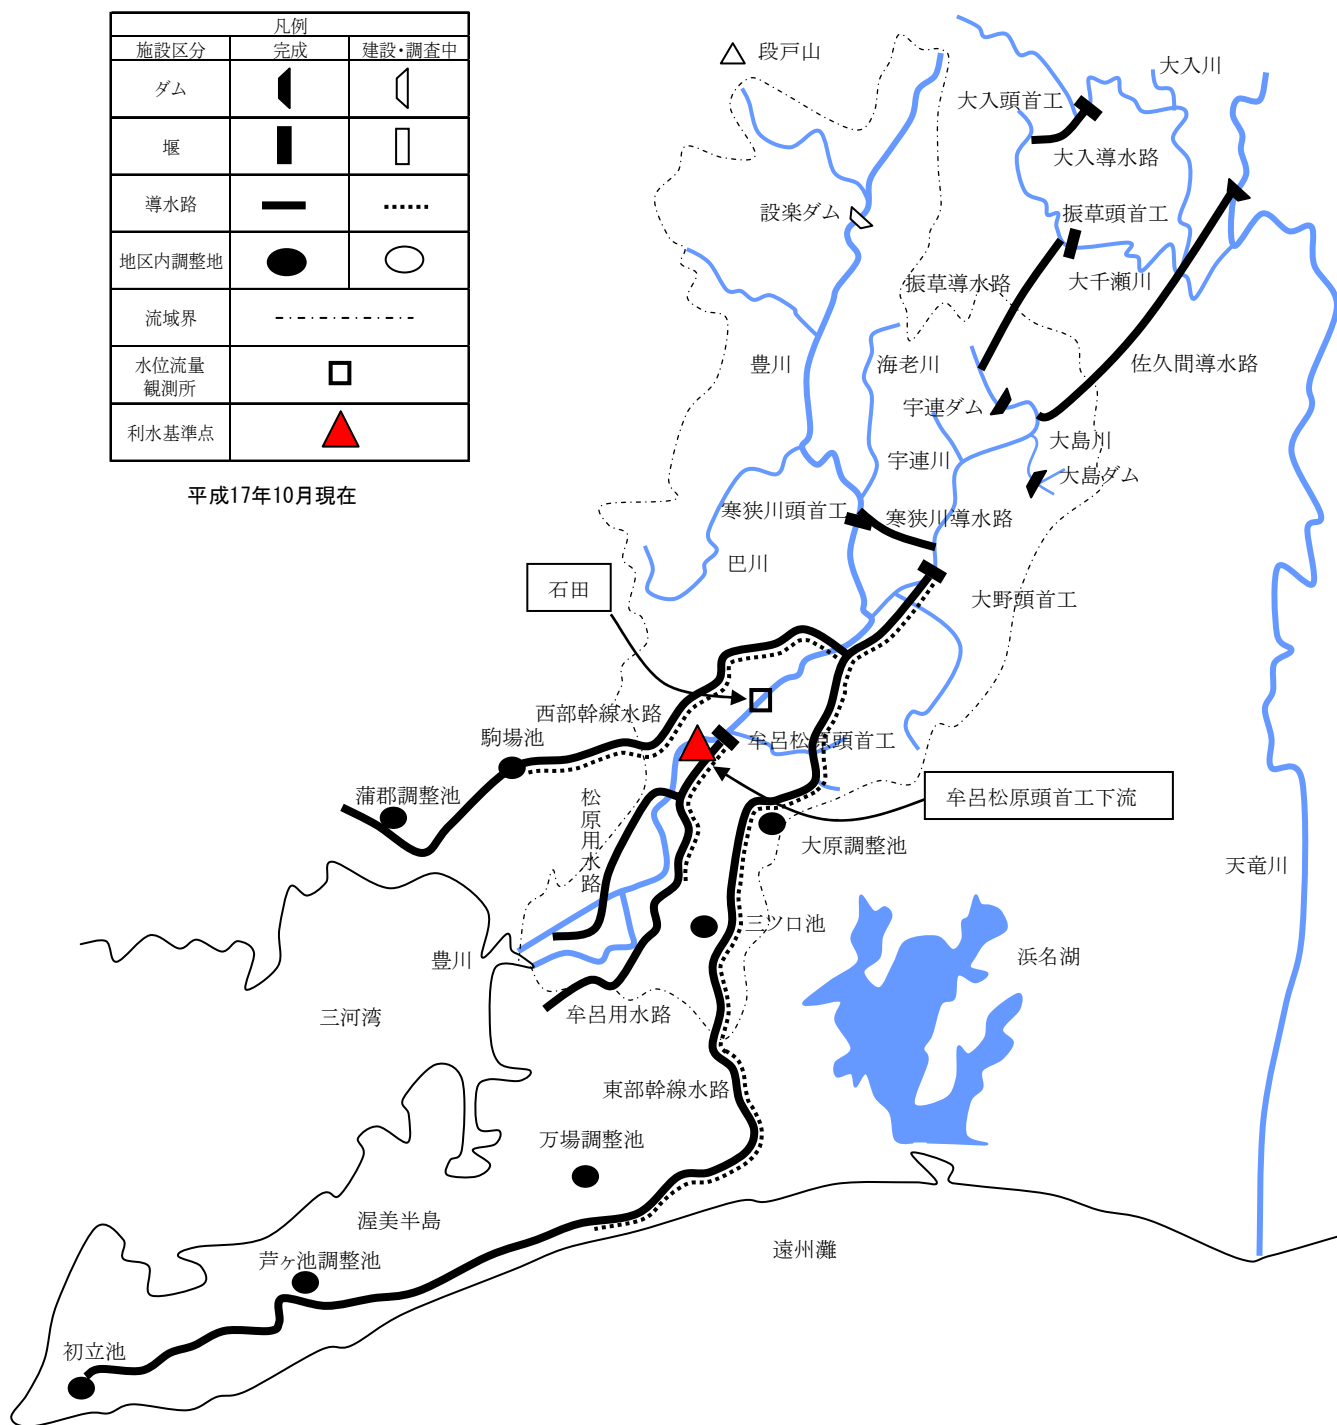 凡例
施設区分 完成 建設・調査中
ダム
堰
導水路
地区内調整地
流域界
水位流量
観測所
利水基準点
平成17年10月現在
段戸山
大入川
大入頭首工
大入導水路
設楽ダム
振草頭首工
振草導水路
大千瀬川
豊川
海老川
佐久間導水路
宇連ダム
大島川
宇連川
大島ダム
寒狭川頭首工
寒狭川導水路
巴川
石田
大野頭首工
西部幹線水路
駒場池
牟呂松原頭首工
蒲郡調整池
松原用水路
牟呂松原頭首工下流
大原調整池
天竜川
三ツ口池
豊川
浜名湖
三河湾
牟呂用水路
東部幹線水路
万場調整池
渥美半島
遠州灘
芦ヶ池調整池
初立池